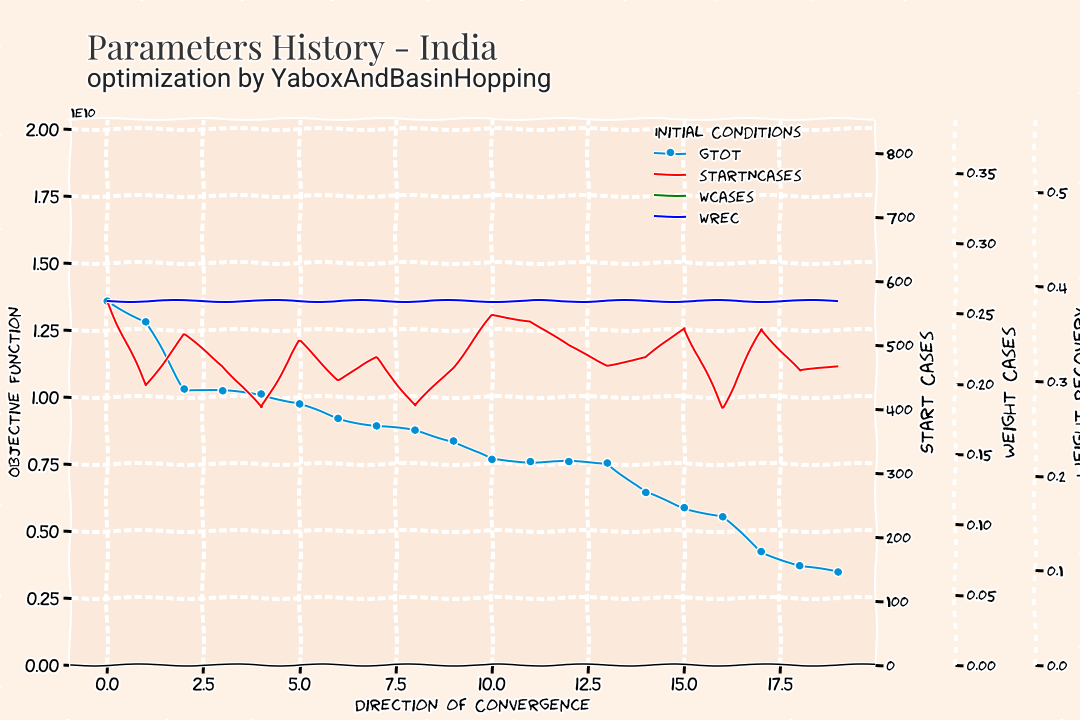 Parameters History - India
optimization by YaboxAndBasinHopping
1E10
INITIAL CONDITIONS
GTOT
STARTNCASES
WCASES
WREC
2.00
1.75
1.50
1.25
1.00
0.75
0.50
0.25
0.00
OBJECTIVE FUNCTION
0.0 2.5 5.0 7.5 10.0 12.5 15.0 17.5
DIRECTION OF CONVERGENCE
800
700
600
500
400
300
200
100
0
START CASES
0.35
0.30
0.25
0.20
0.15
0.10
0.05
0.00
WEIGHT CASES
0.5
0.4
0.3
0.2
0.1
0.0